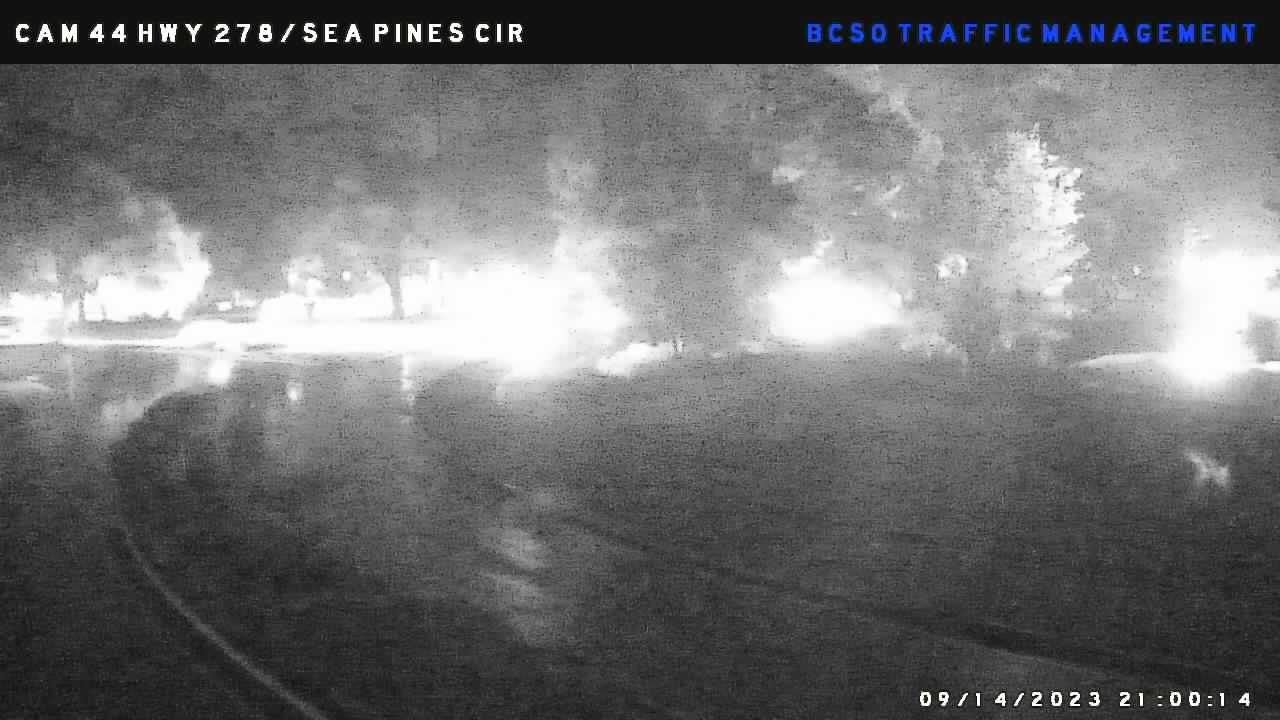 CAM 44 HWY 278/SEA PINES CIR
BCSO TRAFFIC MANAGEMENT
09/14/2023 21:00:14